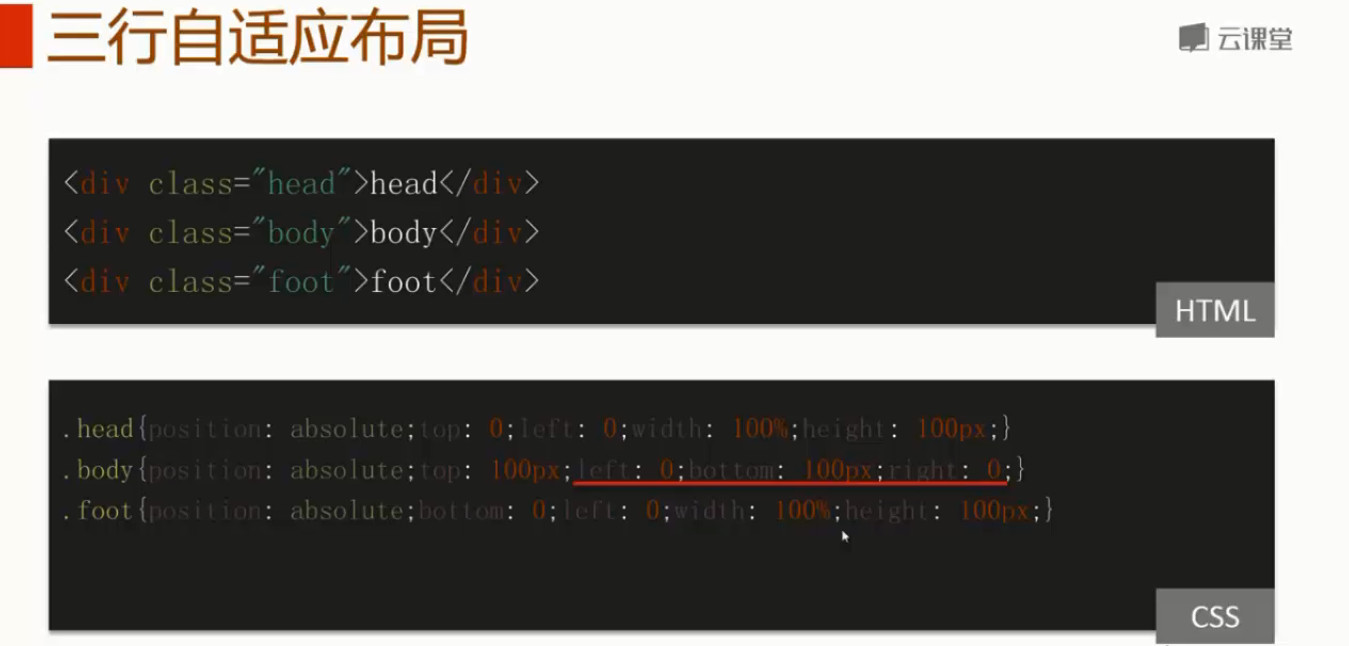 三行自适应布局
云课堂
<div class="head">head</div>
<div class="body">body</div>
<div class="foot">foot</div>
HTML
.head{position: absolute;top: 0;left: 0;width: 100%;height: 100px;}
.body{position: absolute;top: 100px;left: 0;bottom: 100px;right: 0;}
.foot{position: absolute;bottom: 0;left: 0;width: 100%;height: 100px;}
CSS